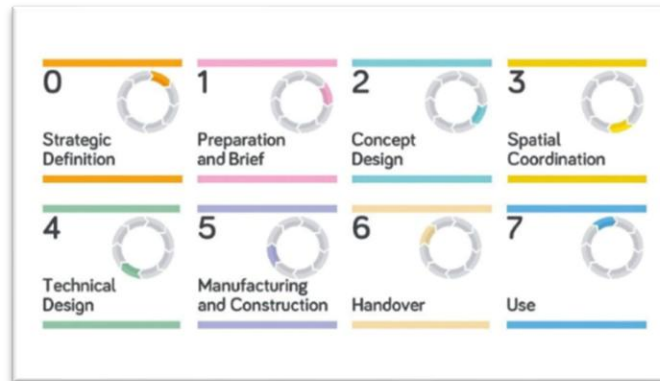 0
Strategic
Definition
1
Preparation
and Brief
2
Concept
Design
3
Spatial
Coordination
4
Technical
Design
5
Manufacturing
and Construction
6
Handover
7
Use